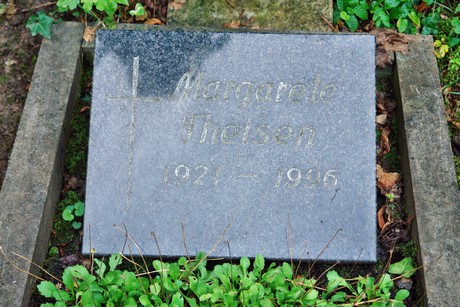 Margarete
Theisen
1921 - 1996